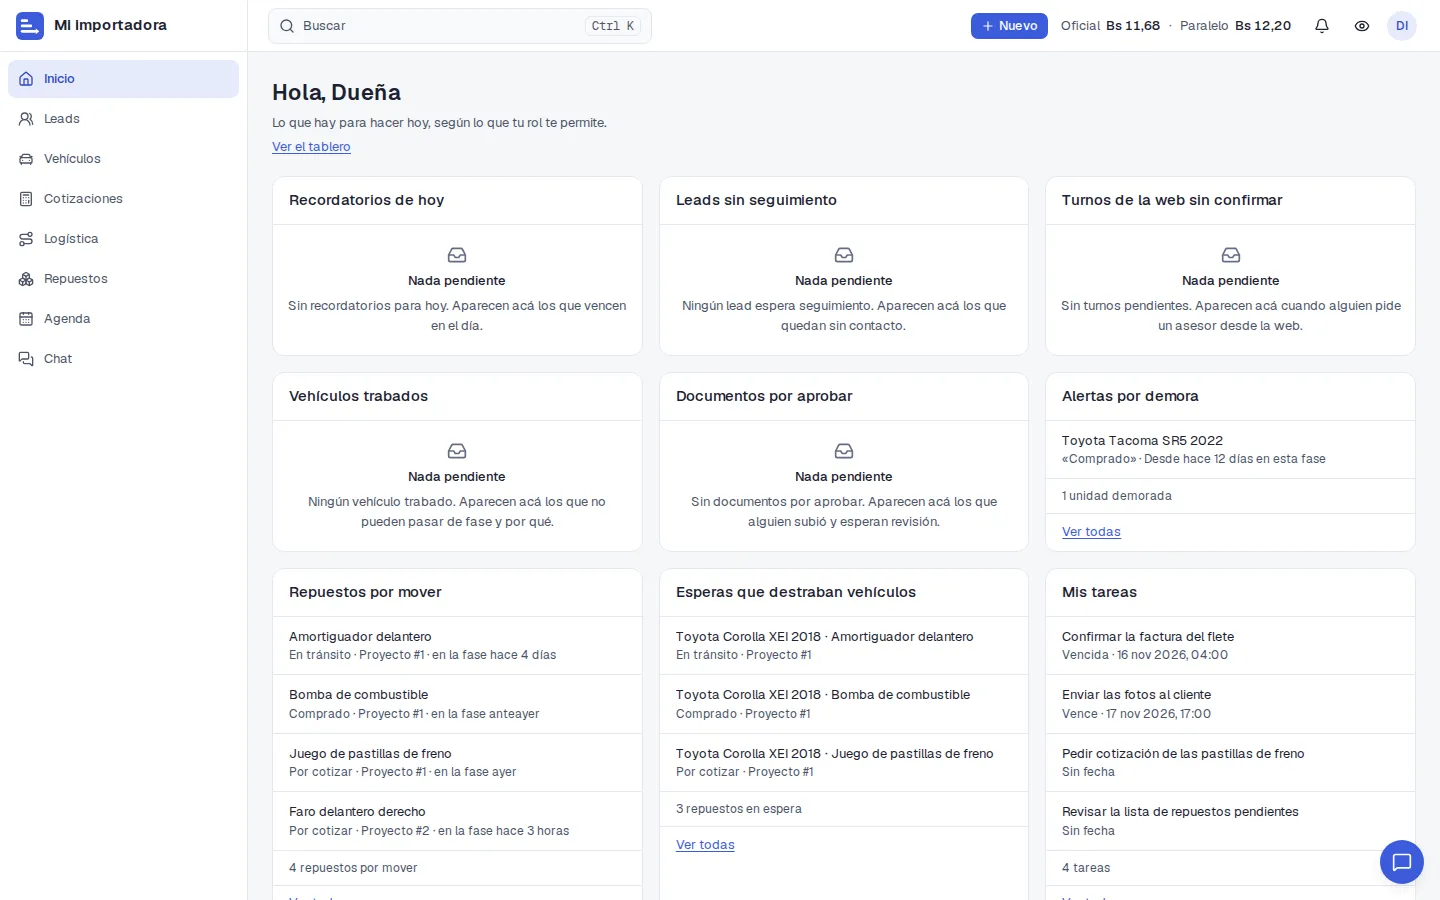 Mi Importadora
Buscar
Ctrl K
Nuevo
Oficial Bs 11,68 · Paralelo Bs 12,20
DI
Inicio
Leads
Vehículos
Cotizaciones
Logística
Repuestos
Agenda
Chat
Hola, Dueña
Lo que hay para hacer hoy, según lo que tu rol te permite.
Ver el tablero
Recordatorios de hoy
Nada pendiente
Sin recordatorios para hoy. Aparecen acá los que vencen
en el día.
Leads sin seguimiento
Nada pendiente
Ningún lead espera seguimiento. Aparecen acá los que
quedan sin contacto.
Turnos de la web sin confirmar
Nada pendiente
Sin turnos pendientes. Aparecen acá cuando alguien pide
un asesor desde la web.
Vehículos trabados
Nada pendiente
Ningún vehículo trabado. Aparecen acá los que no
pueden pasar de fase y por qué.
Documentos por aprobar
Nada pendiente
Sin documentos por aprobar. Aparecen acá los que
alguien subió y esperan revisión.
Alertas por demora
Toyota Tacoma SR5 2022
«Comprado» · Desde hace 12 días en esta fase
1 unidad demorada
Ver todas
Repuestos por mover
Amortiguador delantero
En tránsito · Proyecto #1 · en la fase hace 4 días
Bomba de combustible
Comprado · Proyecto #1 · en la fase anteayer
Juego de pastillas de freno
Por cotizar · Proyecto #1 · en la fase ayer
Faro delantero derecho
Por cotizar · Proyecto #2 · en la fase hace 3 horas
4 repuestos por mover
Esperas que destraban vehículos
Toyota Corolla XEI 2018 · Amortiguador delantero
En tránsito · Proyecto #1
Toyota Corolla XEI 2018 · Bomba de combustible
Comprado · Proyecto #1
Toyota Corolla XEI 2018 · Juego de pastillas de freno
Por cotizar · Proyecto #1
3 repuestos en espera
Ver todas
Mis tareas
Confirmar la factura del flete
Vencida · 16 nov 2026, 04:00
Enviar las fotos al cliente
Vence · 17 nov 2026, 17:00
Pedir cotización de las pastillas de freno
Sin fecha
Revisar la lista de repuestos pendientes
Sin fecha
4 tareas